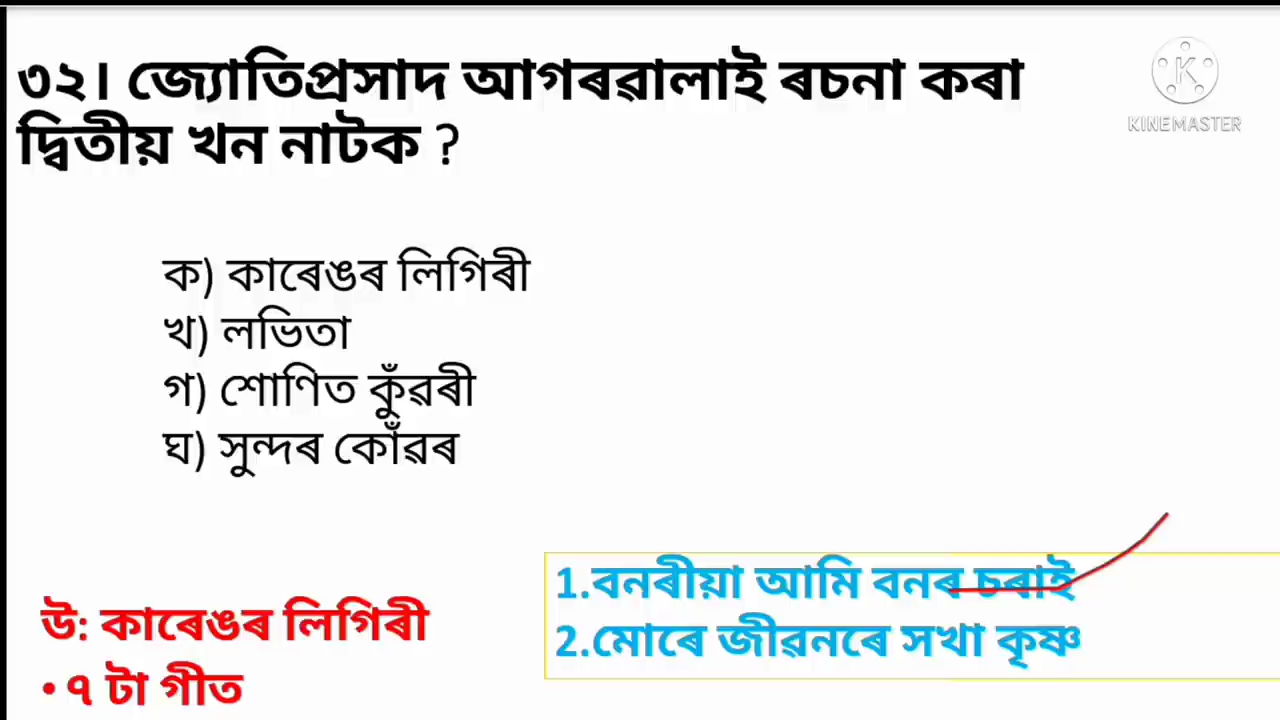 ৩২। জ্যোতিপ্ৰসাদ আগৰৱালাই ৰচনা কৰা
দ্বিতীয় খন নাটক ?
KINEMASTER
ক) কাৰেঙৰ লিগিৰী
খ) লভিতা
গ) শোণিত কুঁৱৰী
ঘ) সুন্দৰ কোঁৱৰ
1.বনৰীয়া আমি বনৰ চৰাই
2.মোৰে জীৱনৰে সখা কৃষ্ণ
উ: কাৰেঙৰ লিগিৰী
• ৭ টা গীত